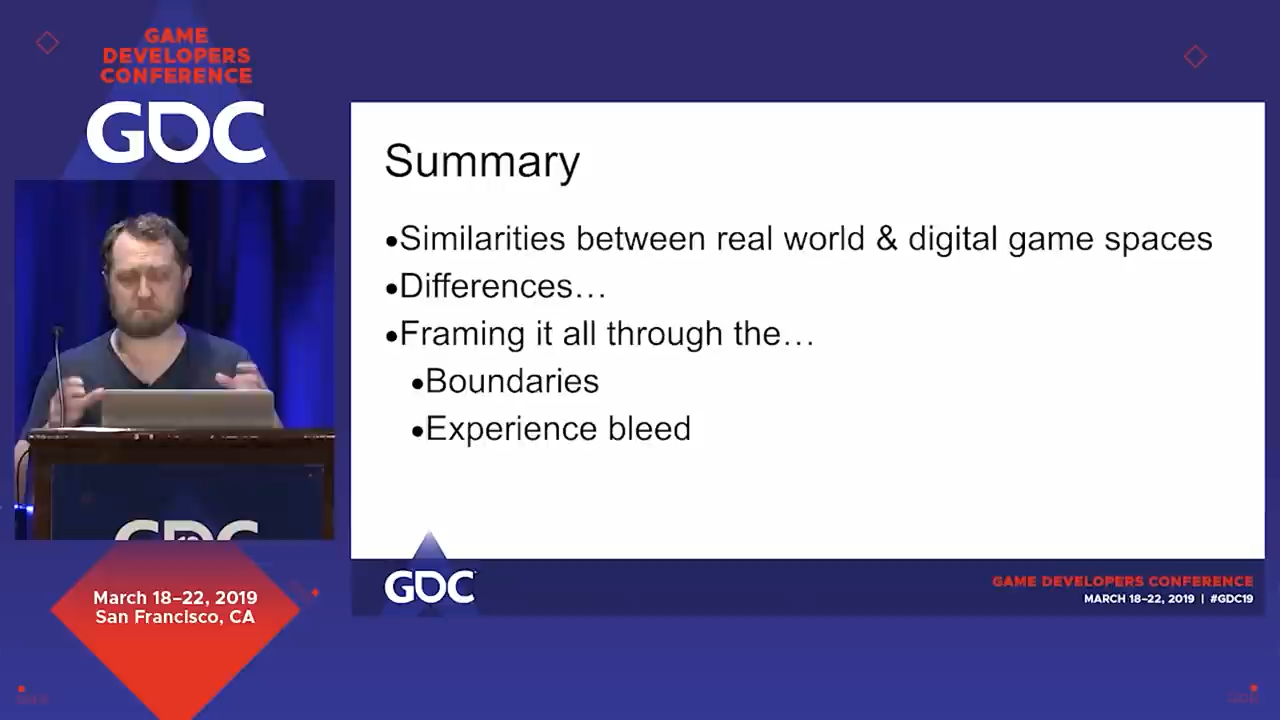 GAME
DEVELOPERS
CONFERENCE
GDC
Summary
•Similarities between real world & digital game spaces
•Differences…
•Framing it all through the…
•Boundaries
•Experience bleed
GDC
March 18–22, 2019
San Francisco, CA
GDC
GAME DEVELOPERS CONFERENCE
MARCH 18–22, 2019 | #GDC19